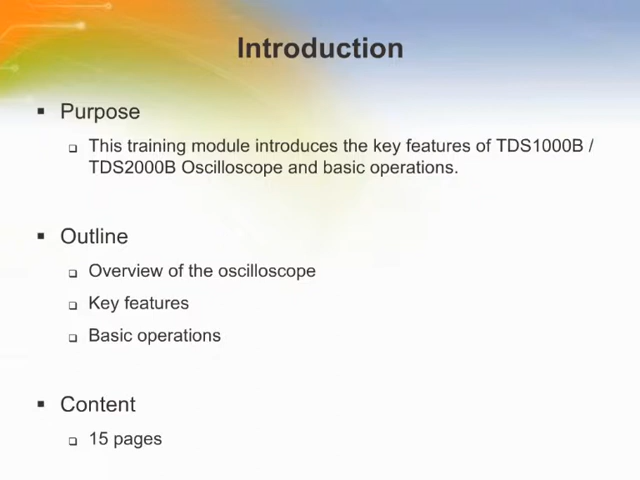 Introduction
▪ Purpose
❑ This training module introduces the key features of TDS1000B /
TDS2000B Oscilloscope and basic operations.
▪ Outline
❑ Overview of the oscilloscope
❑ Key features
❑ Basic operations
▪ Content
❑ 15 pages